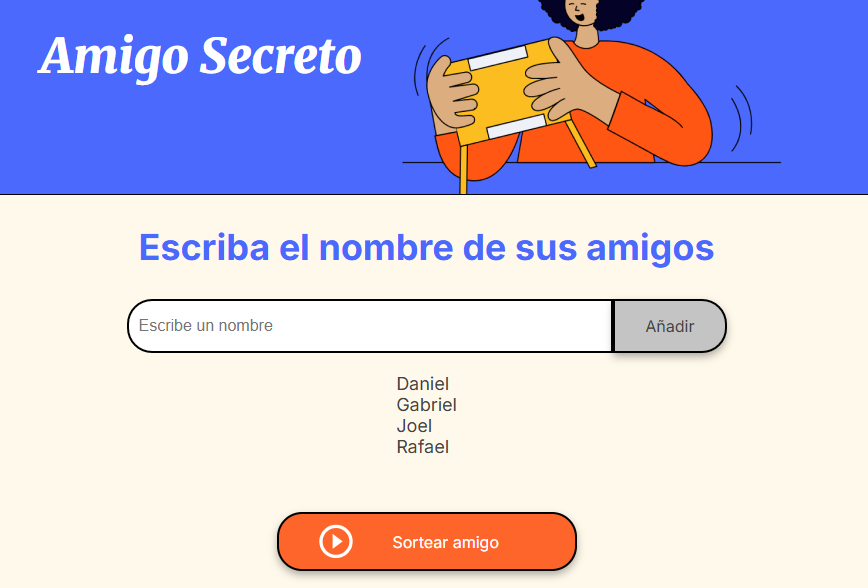 Amigo Secreto
Escriba el nombre de sus amigos
Escribe un nombre
Añadir
Daniel
Gabriel
Joel
Rafael
Sortear amigo